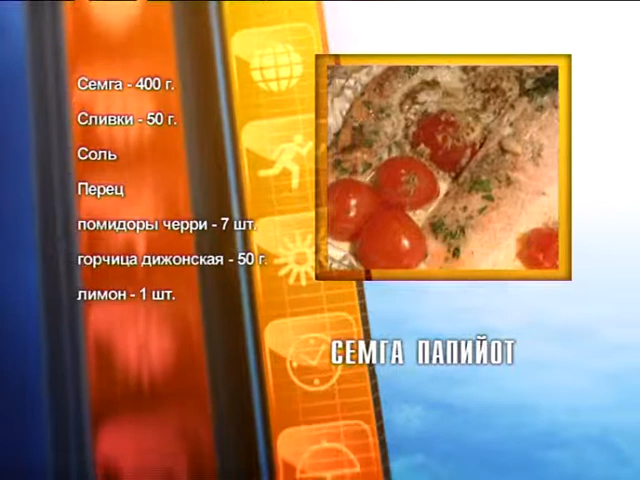 Семга - 400 г.
Сливки - 50 г.
Соль
Перец
помидоры черри - 7 шт.
горчица дижонская - 50 г.
лимон - 1 шт.
СЕМГА ПАПИЙОТ